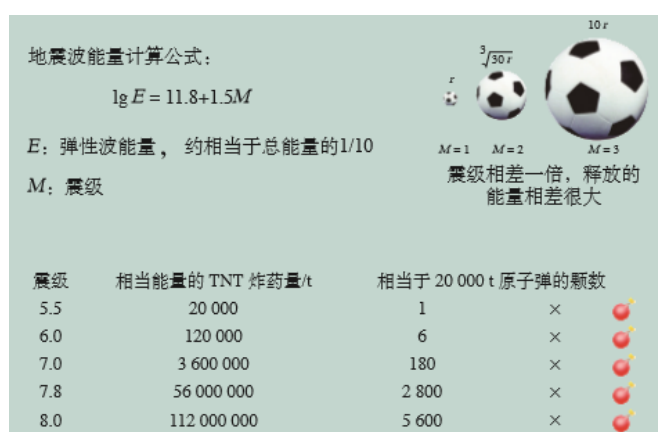 地震波能量计算公式:
lg E = 11.8+1.5M
E: 弹性波能量, 约相当于总能量的1/10
M: 震级
r
∛30 r
10 r
M=1 M=2 M=3
震级相差一倍,释放的
能量相差很大
震级 相当能量的 TNT 炸药量/t 相当于 20 000 t 原子弹的颗数
5.5 20 000 1 ×
6.0 120 000 6 ×
7.0 3 600 000 180 ×
7.8 56 000 000 2 800 ×
8.0 112 000 000 5 600 ×